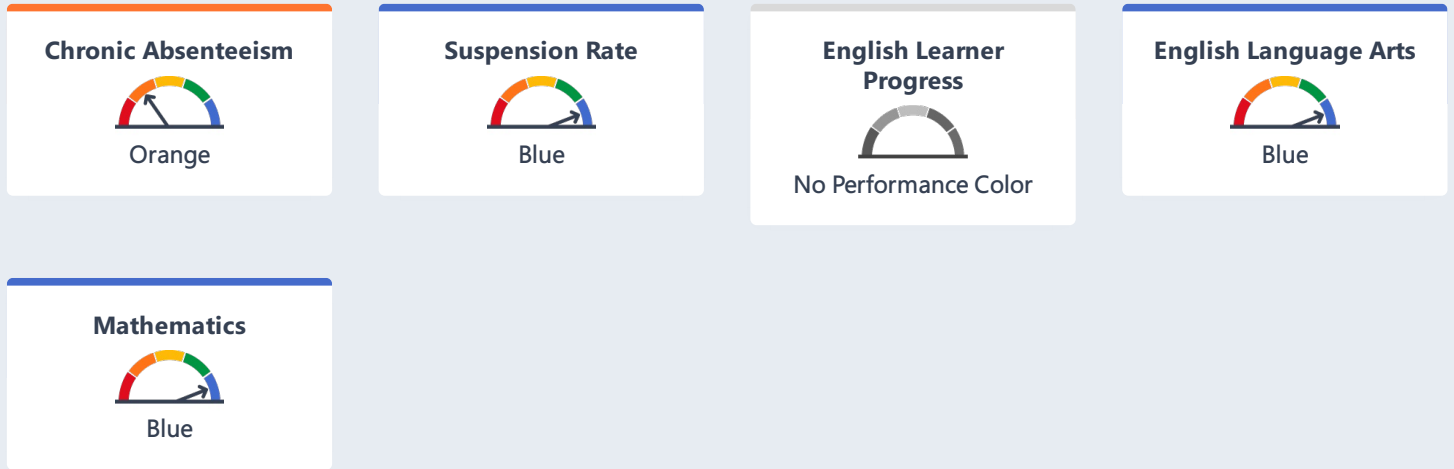 Chronic Absenteeism
Orange
Suspension Rate
Blue
English Learner
Progress
No Performance Color
English Language Arts
Blue
Mathematics
Blue